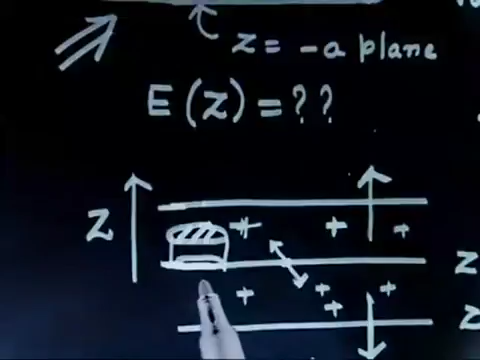 z = -a plane
E(z) = ??
z
z
z